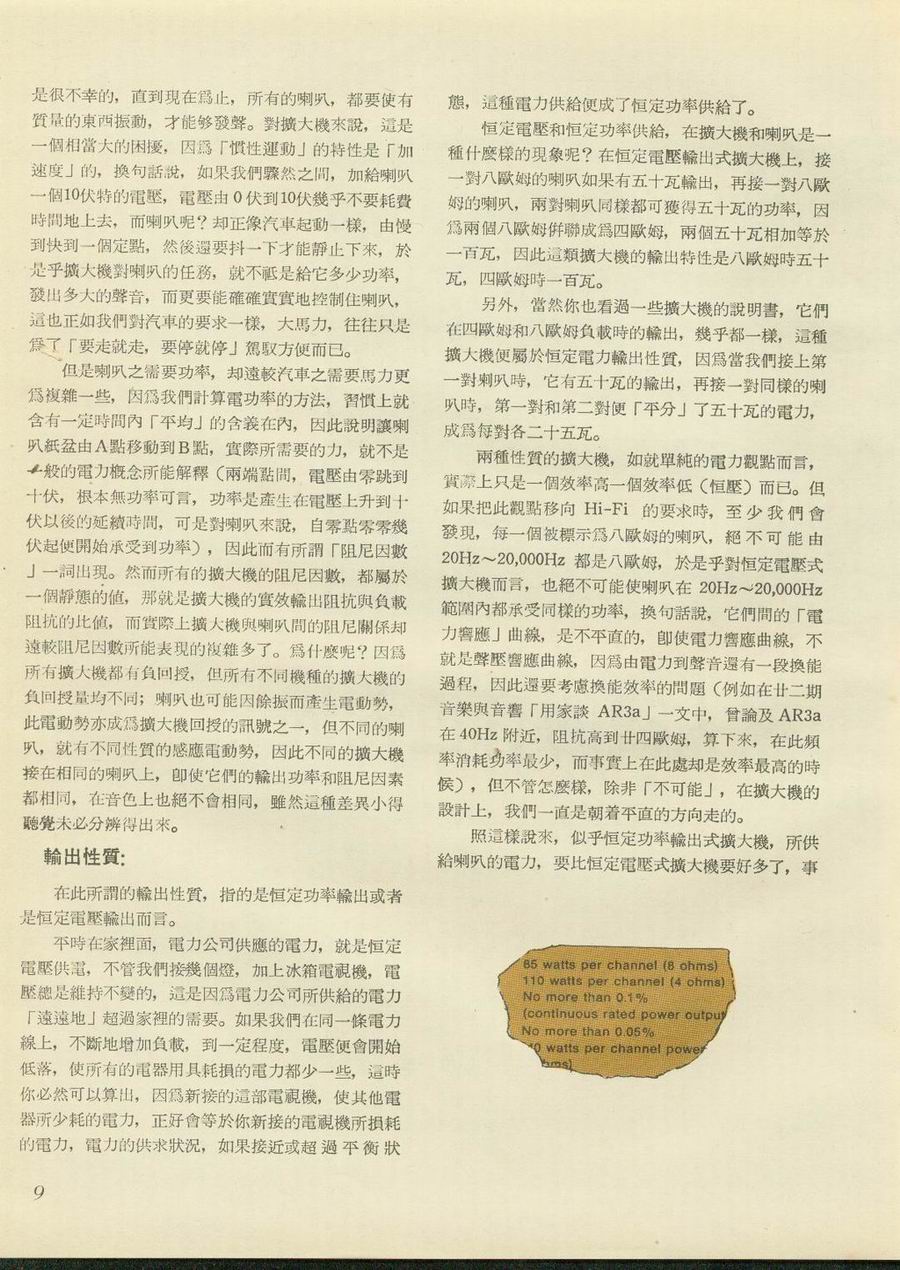 是很不幸的，直到現在爲止，所有的喇叭，都要使有
質量的東西振動，才能够發聲。對擴大機來說，這是
一個相當大的困擾，因爲「慣性運動」的特性是「加
速度」的，換句話說，如果我們驟然之間，加給喇叭
一個10伏特的電壓，電壓由０伏到10伏幾乎不要耗費
時間地上去，而喇叭呢？却正像汽車起動一樣，由慢
到快到一個定點，然後還要抖一下才能靜止下來，於
是乎擴大機對喇叭的任務，就不祗是給它多少功率，
發出多大的聲音，而更要能確確實實地控制住喇叭，
這也正如我們對汽車的要求一樣，大馬力，往往只是
爲了「要走就走，要停就停」駕馭方便而已。
但是喇叭之需要功率，却遠較汽車之需要馬力更
爲複雜一些，因爲我們計算電功率的方法，習慣上就
含有一定時間內「平均」的含義在內，因此說明讓喇
叭紙盆由A點移動到B點，實際所需要的力，就不是
一般的電力概念所能解釋（兩端點間，電壓由零跳到
十伏，根本無功率可言，功率是產生在電壓上升到十
伏以後的延續時間，可是對喇叭來說，自零點零零幾
伏起便開始承受到功率），因此而有所謂「阻尼因數
」一詞出現。然而所有的擴大機的阻尼因數，都屬於
一個靜態的值，那就是擴大機的實效輸出阻抗與負載
阻抗的比值，而實際上擴大機與喇叭間的阻尼關係却
遠較阻尼因數所能表現的複雜多了。爲什麼呢？因爲
所有擴大機都有負回授，但所有不同機種的擴大機的
負回授量均不同；喇叭也可能因餘振而產生電動勢，
此電動勢亦成爲擴大機回授的訊號之一，但不同的喇
叭，就有不同性質的感應電動勢，因此不同的擴大機
接在相同的喇叭上，卽使它們的輸出功率和阻尼因素
都相同，在音色上也絕不會相同，雖然這種差異小得
聽覺未必分辨得出來。
輸出性質：
在此所謂的輸出性質，指的是恒定功率輸出或者
是恒定電壓輸出而言。
平時在家裡面，電力公司供應的電力，就是恒定
電壓供電，不管我們接幾個燈，加上冰箱電視機，電
壓總是維持不變的，這是因爲電力公司所供給的電力
「遠遠地」超過家裡的需要。如果我們在同一條電力
線上，不斷地增加負載，到一定程度，電壓便會開始
低落，使所有的電器用具耗損的電力都少一些，這時
你必然可以算出，因爲新接的這部電視機，使其他電
器所少耗的電力，正好會等於你新接的電視機所損耗
的電力，電力的供求狀況，如果接近或超過平衡狀
態，這種電力供給便成了恒定功率供給了。
恒定電壓和恒定功率供給，在擴大機和喇叭是一
種什麼樣的現象呢？在恒定電壓輸出式擴大機上，接
一對八歐姆的喇叭如果有五十瓦輸出，再接一對八歐
姆的喇叭，兩對喇叭同樣都可獲得五十瓦的功率，因
爲兩個八歐姆併聯成爲四歐姆，兩個五十瓦相加等於
一百瓦，因此這類擴大機的輸出特性是八歐姆時五十
瓦，四歐姆時一百瓦。
另外，當然你也看過一些擴大機的說明書，它們
在四歐姆和八歐姆負載時的輸出，幾乎都一樣，這種
擴大機便屬於恒定電力輸出性質，因爲當我們接上第
一對喇叭時，它有五十瓦的輸出，再接一對同樣的喇
叭時，第一對和第二對便「平分」了五十瓦的電力，
成爲每對各二十五瓦。
兩種性質的擴大機，如就單純的電力觀點而言，
實際上只是一個效率高一個效率低（恒壓）而已。但
如果把此觀點移向 Hi-Fi 的要求時，至少我們會
發現，每一個被標示爲八歐姆的喇叭，絕不可能由
20Hz～20,000Hz 都是八歐姆，於是乎對恒定電壓式
擴大機而言，也絕不可能使喇叭在 20Hz～20,000Hz
範圍內都承受同樣的功率，換句話說，它們間的「電
力響應」曲線，是不平直的，卽使電力響應曲線，不
就是聲壓響應曲線，因爲由電力到聲音還有一段換能
過程，因此還要考慮換能效率的問題（例如在廿二期
音樂與音響「用家談 AR3a」一文中，曾論及 AR3a
在 40Hz 附近，阻抗高到廿四歐姆，算下來，在此頻
率消耗功率最少，而事實上在此處却是效率最高的時
候），但不管怎麼樣，除非「不可能」，在擴大機的
設計上，我們一直是朝着平直的方向走的。
照這樣說來，似乎恒定功率輸出式擴大機，所供
給喇叭的電力，要比恒定電壓式擴大機要好多了，事
65 watts per channel (8 ohms)
110 watts per channel (4 ohms)
No more than 0.1%
(continuous rated power output
No more than 0.05%
0 watts per channel power
ohms)
9